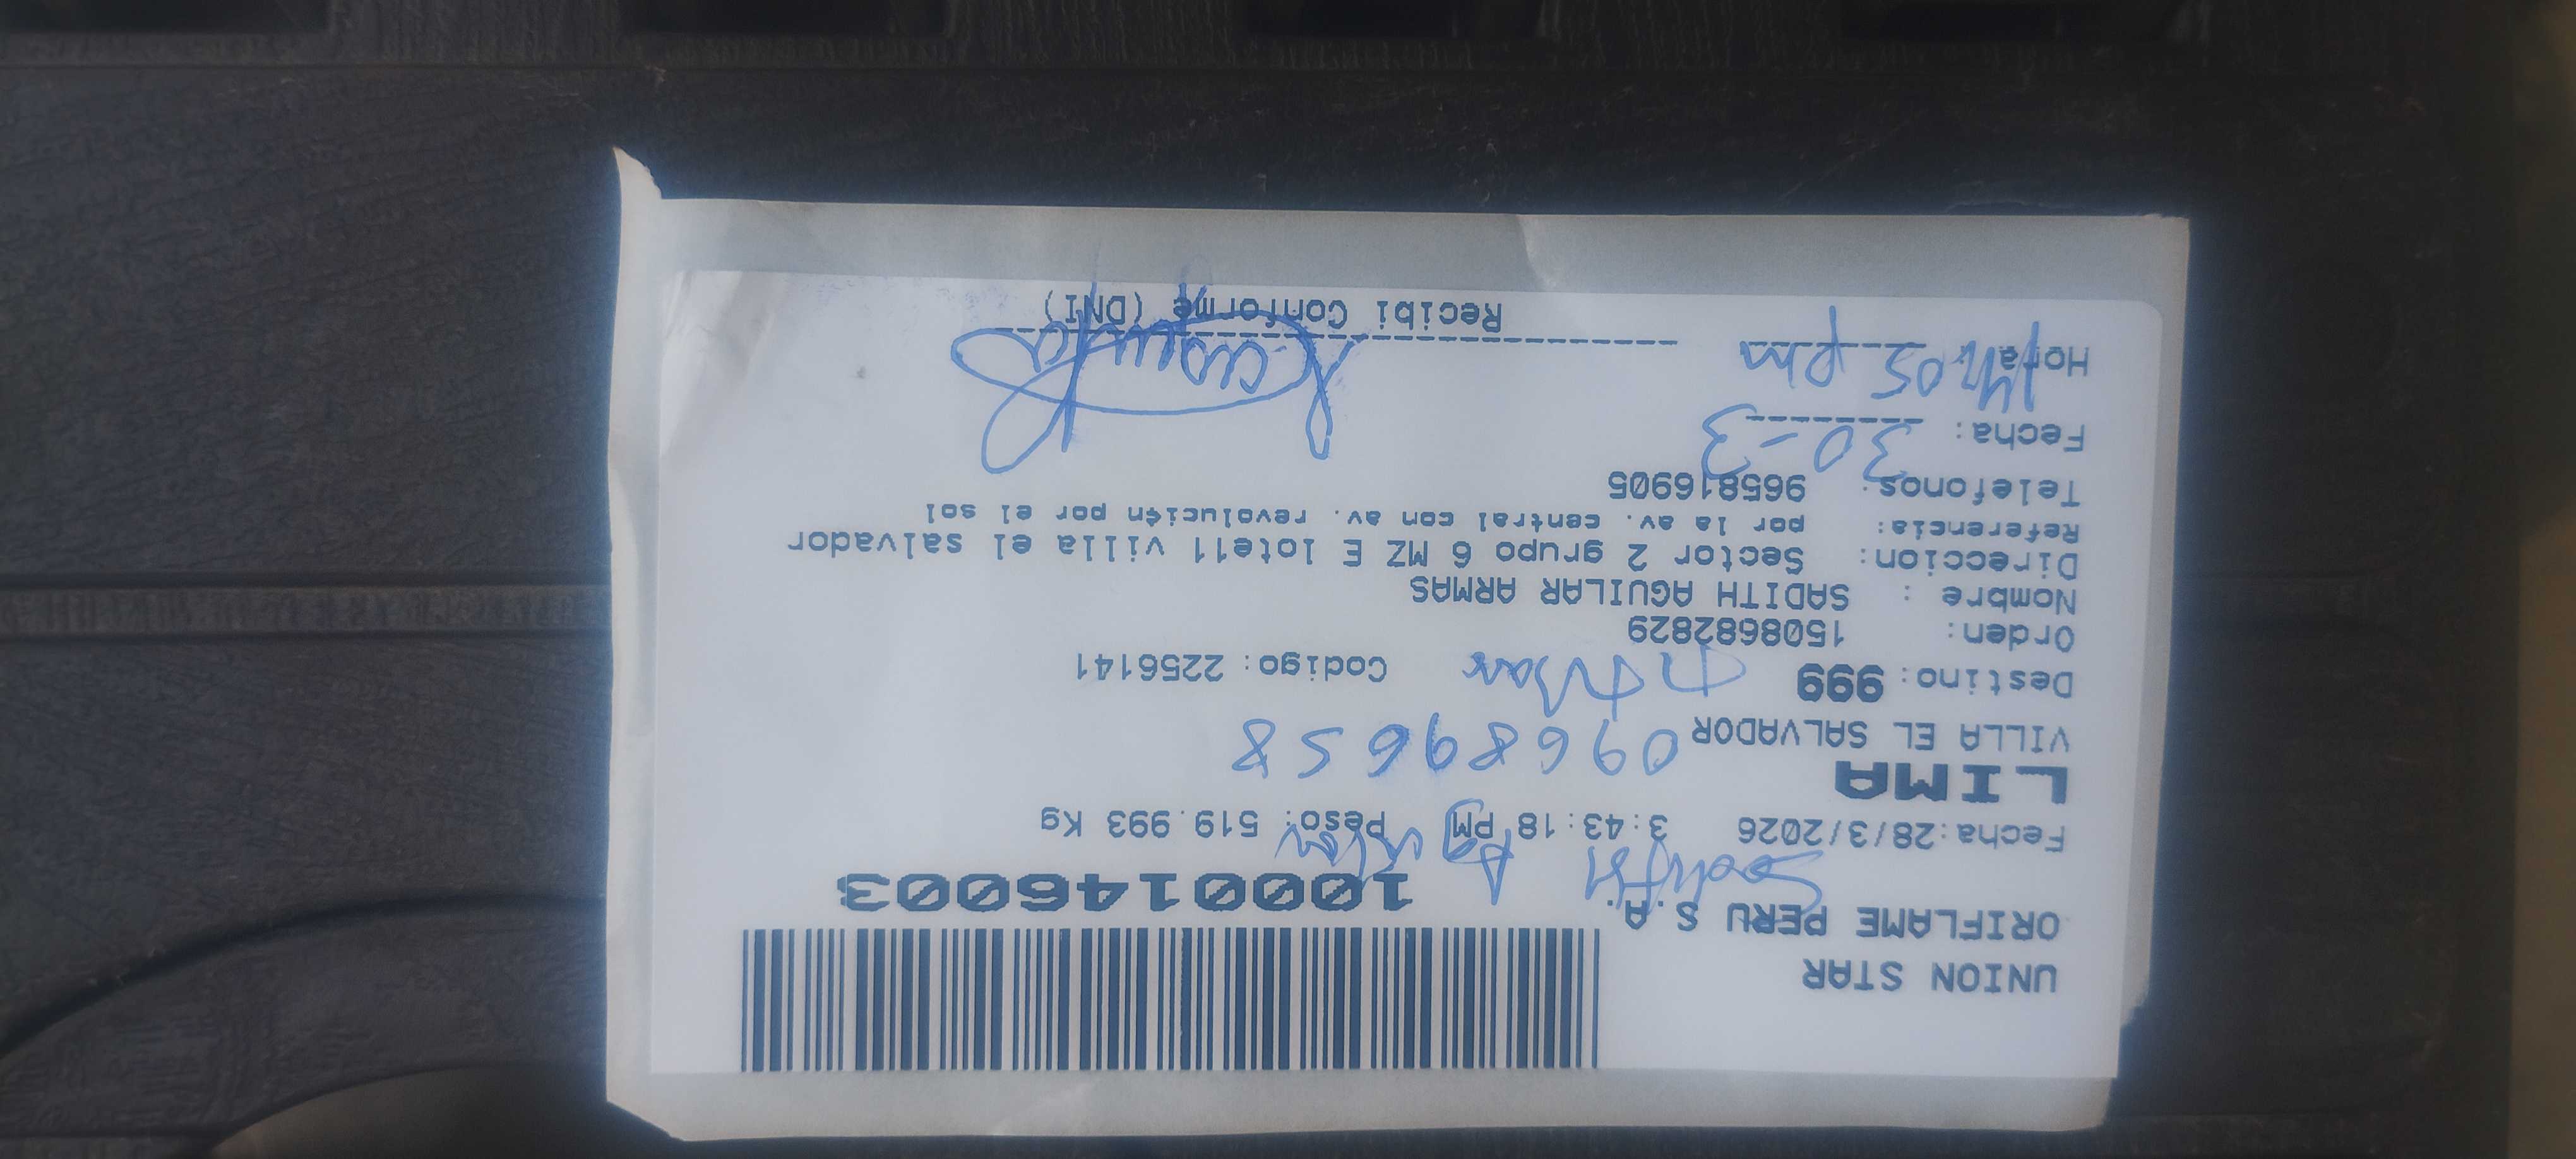 UNION STAR
ORIFLAME PERU S.A.
1000146003
Aguilar
Fecha:28/3/2026 3:43:18 PM Peso: 519.993 Kg
LIMA
VILLA EL SALVADOR 09689658
Destino: 999 Codigo: 2256141
Orden: 1508682829
Nombre : SADITH AGUILAR ARMAS
Direccion: Sector 2 grupo 6 MZ E lote11 villa el salvador
Referencia: por la av. central con av. revolución por el sol
Telefonos: 965816905
Fecha: 30-3
Hora: 14:05 pm
Recibi Conforme (DNI)